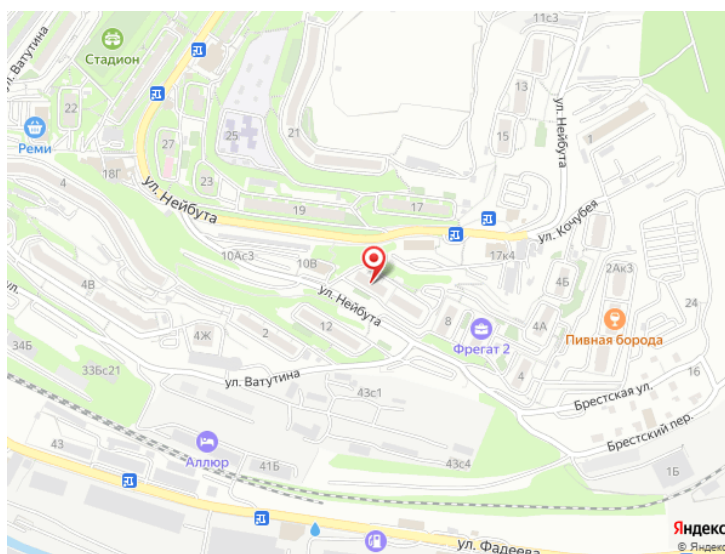 ул. Ватутина
Стадион
11с3
22
27
25
21
13
15
1
ул. Нейбута
Реми
18Г
23
4
ул. Нейбута
19
17
ул. Кочубея
10Ас3
10В
17к4
2Ак3
4Б
24
4В
ул.
ул. Нейбута
12
2
4Ж
8
4А
Фрегат 2
Пивная борода
34Б
33Бс21
ул. Ватутина
4
16
Брестская ул.
43с1
Брестский пер.
43
Аллюр
41Б
43с4
1Б
ул. Фадеева
Яндекс
© Яндекс